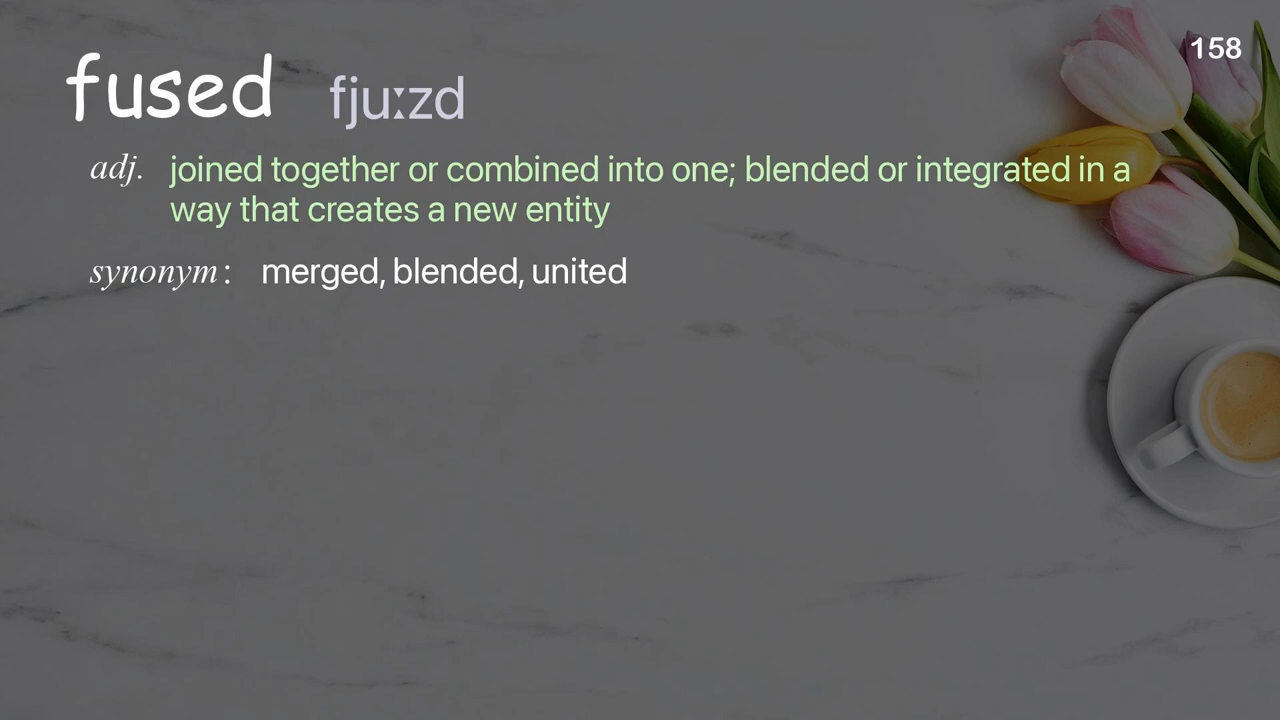 158
fused fjuːzd
adj. joined together or combined into one; blended or integrated in a
way that creates a new entity
synonym: merged, blended, united